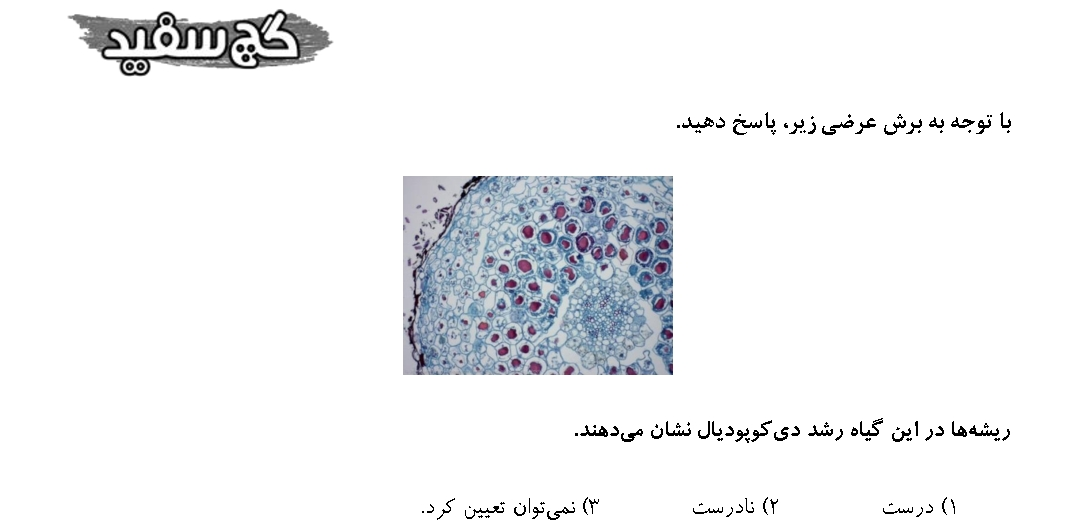 گچ سفید
با توجه به برش عرضی زیر، پاسخ دهید.
ریشه‌ها در این گیاه رشد دی‌کوپودیال نشان می‌دهند.
۱) درست ۲) نادرست ۳) نمی‌توان تعیین کرد.